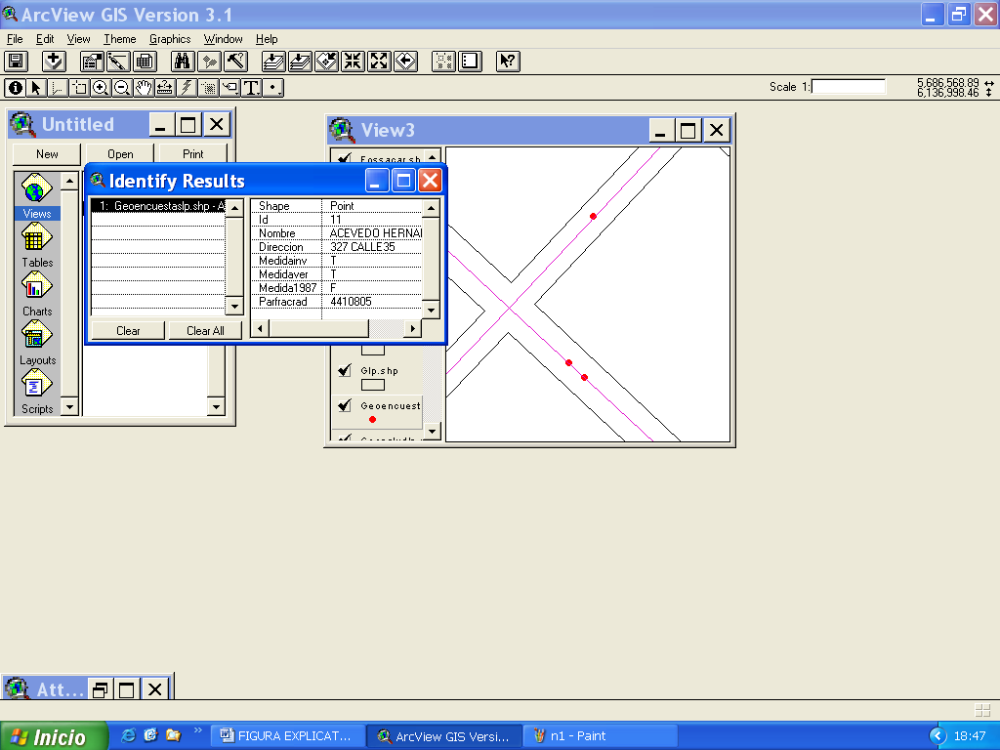 ArcView GIS Version 3.1
File Edit View Theme Graphics Window Help
Scale 1:
5,686,568.89
6,136,998.46
Untitled
New Open Print
Views
Tables
Charts
Layouts
Scripts
View3
Glp.shp
Geoencuest
Identify Results
1: Geoencuestaslp.shp - A
Shape Point
Id 11
Nombre ACEVEDO HERNA
Direccion 327 CALLE35
Medidainv T
Medidaver T
Medida1987 F
Parfracrad 4410805
Clear Clear All
Att...
Inicio
FIGURA EXPLICAT...
ArcView GIS Versi...
n1 - Paint
18:47